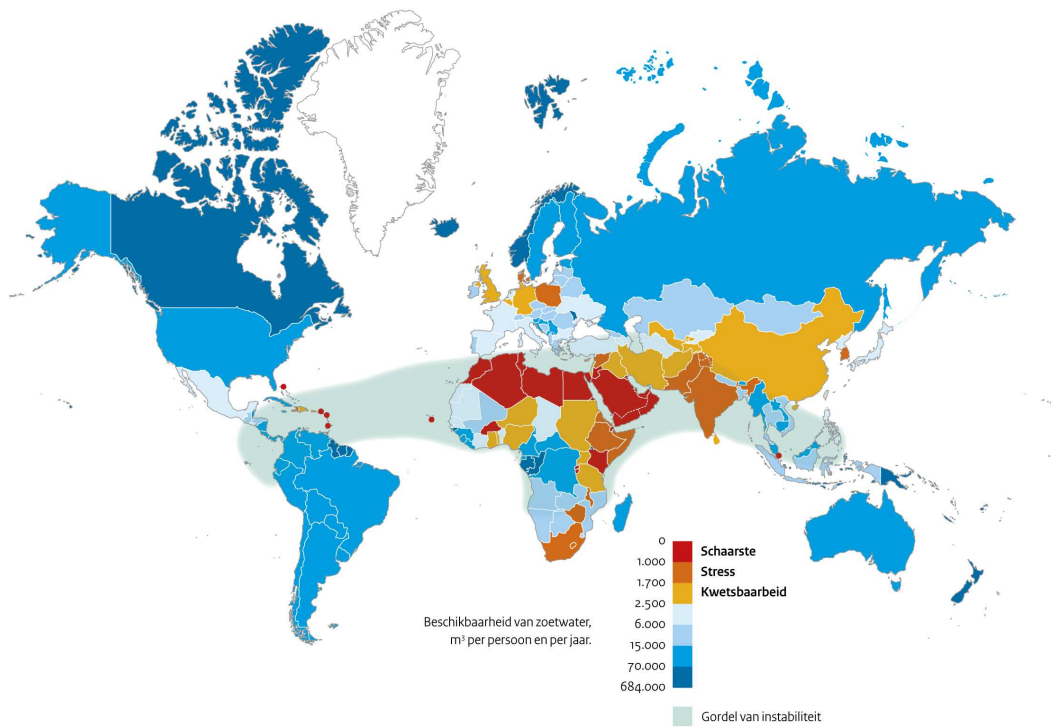 Beschikbaarheid van zoetwater,
m³ per persoon en per jaar.
0
Schaarste
1.000
Stress
1.700
Kwetsbaarbeid
2.500
6.000
15.000
70.000
684.000
Gordel van instabiliteit